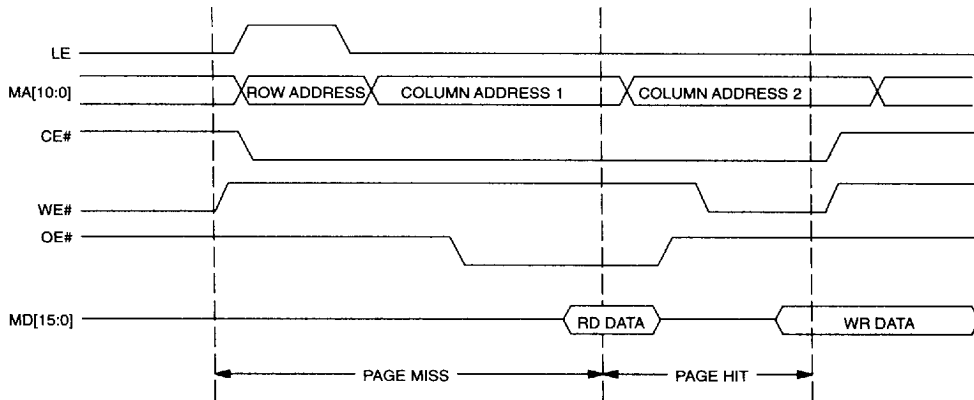 LE
MA[10:0] ROW ADDRESS COLUMN ADDRESS 1 COLUMN ADDRESS 2
CE#
WE#
OE#
MD[15:0] RD DATA WR DATA
PAGE MISS PAGE HIT